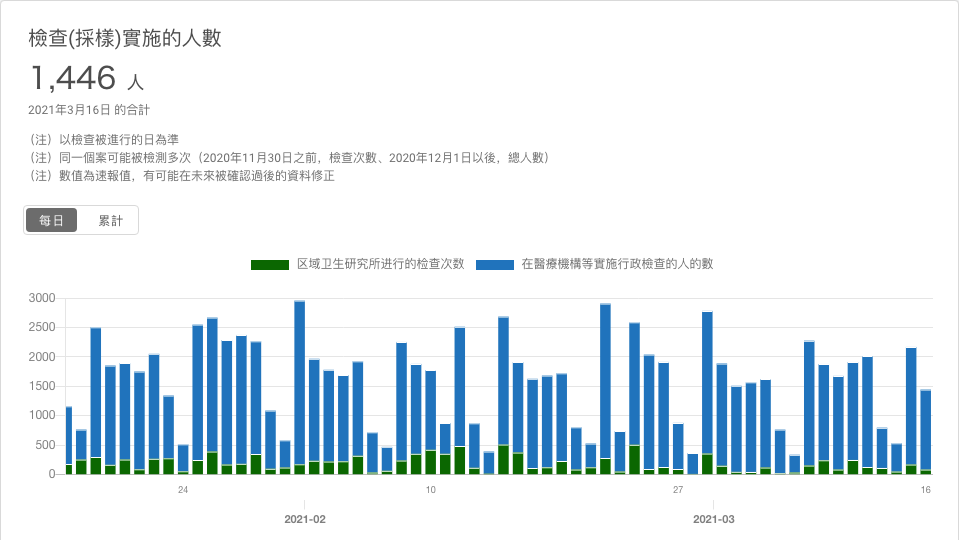 檢查(採樣)實施的人數
1,446 人
2021年3月16日 的合計
（注）以檢查被進行的日為準
（注）同一個案可能被檢測多次（2020年11月30日之前，檢查次數、2020年12月1日以後，總人數）
（注）數值為速報值，有可能在未來被確認過後的資料修正
每日 累計
区域卫生研究所进行的检查次数 在醫療機構等實施行政檢查的人的數
3000
2500
2000
1500
1000
500
0
24 10 27 16
2021-02 2021-03